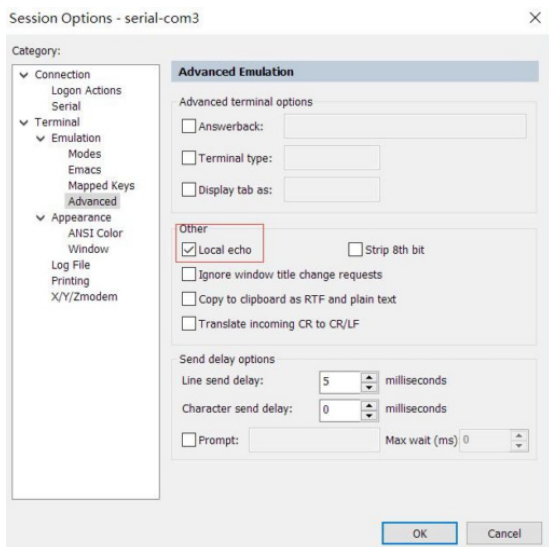 Session Options - serial-com3
Category:
Connection
Logon Actions
Serial
Terminal
Emulation
Modes
Emacs
Mapped Keys
Advanced
Appearance
ANSI Color
Window
Log File
Printing
X/Y/Zmodem
Advanced Emulation
Advanced terminal options
Answerback:
Terminal type:
Display tab as:
Other
Local echo Strip 8th bit
Ignore window title change requests
Copy to clipboard as RTF and plain text
Translate incoming CR to CR/LF
Send delay options
Line send delay: 5 milliseconds
Character send delay: 0 milliseconds
Prompt: Max wait (ms) 0
OK Cancel